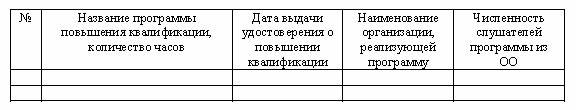 №
Название программы
повышения квалификации,
количество часов
Дата выдачи
удостоверения о
повышении
квалификации
Наименование
организации,
реализующей
программу
Численность
слушателей
программы из
ОО